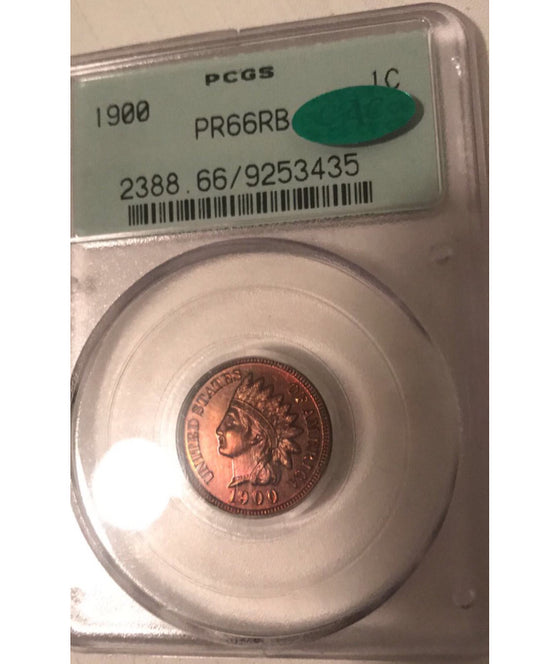 PCGS
1900 1C
PR66RB CAC
2388.66/9253435
UNITED STATES OF AMERICA
1900